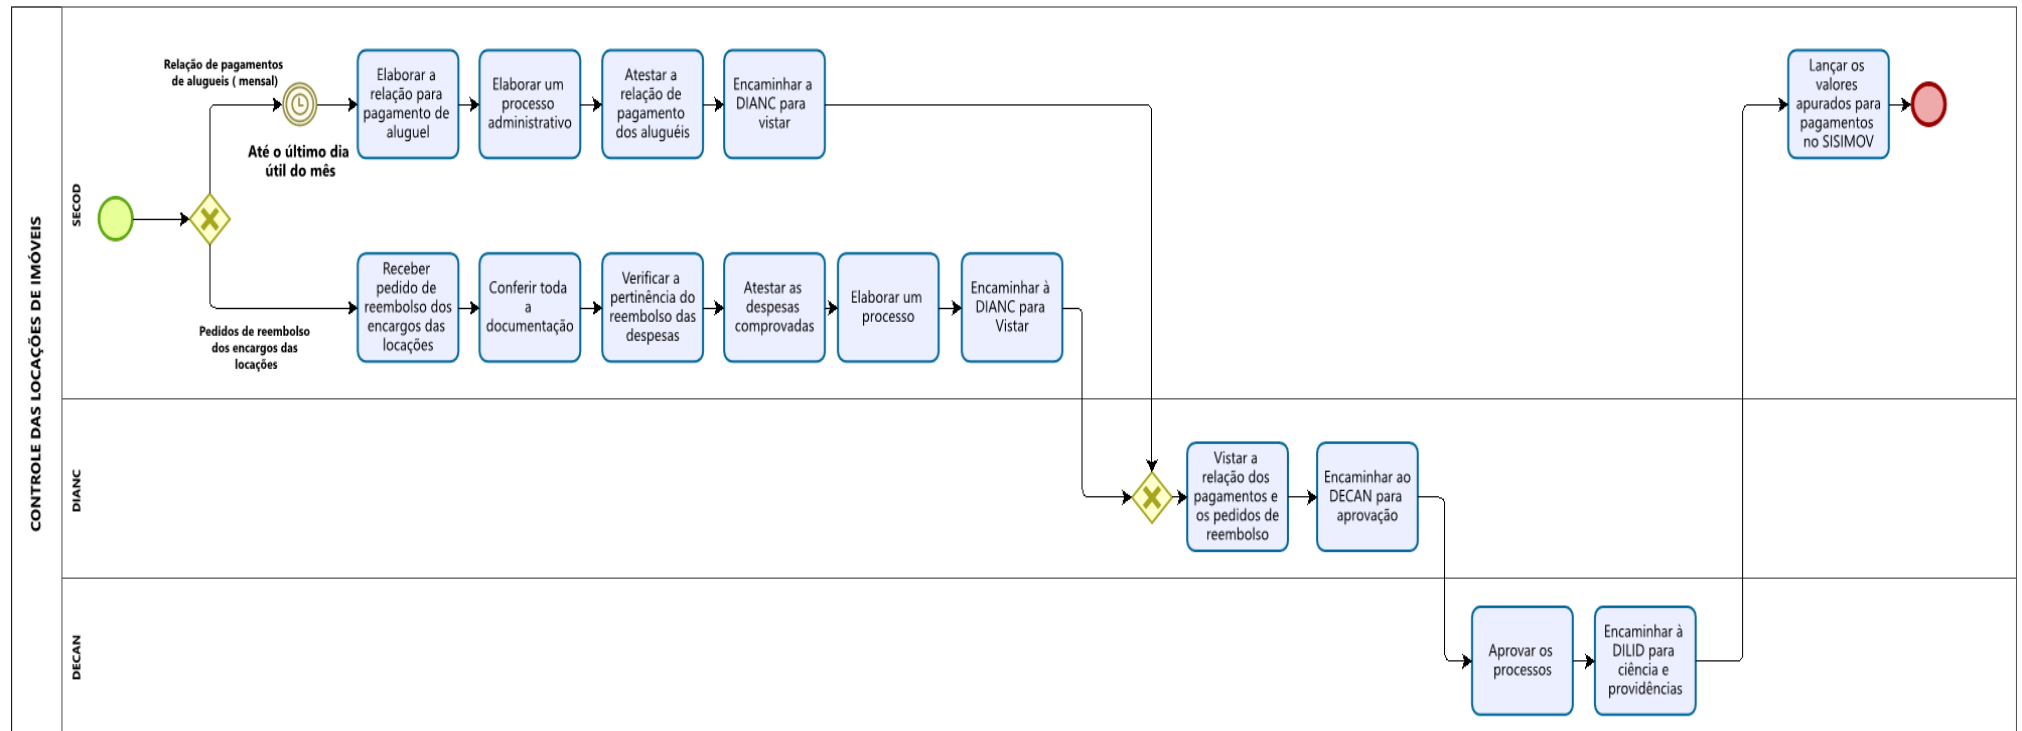 CONTROLE DAS LOCAÇÕES DE IMÓVEIS
SECOD
Relação de pagamentos
de alugueis ( mensal)
Até o último dia
útil do mês
Elaborar a
relação para
pagamento de
aluguel
Elaborar um
processo
administrativo
Atestar a
relação de
pagamento
dos aluguéis
Encaminhar a
DIANC para
vistar
Lançar os
valores
apurados para
pagamentos
no SISIMOV
Pedidos de reembolso
dos encargos das
locações
Receber
pedido de
reembolso dos
encargos das
locações
Conferir toda
a
documentação
Verificar a
pertinência do
reembolso das
despesas
Atestar as
despesas
comprovadas
Elaborar um
processo
Encaminhar à
DIANC para
Vistar
DIANC
Vistar a
relação dos
pagamentos e
os pedidos de
reembolso
Encaminhar ao
DECAN para
aprovação
DECAN
Aprovar os
processos
Encaminhar à
DILID para
ciência e
providências